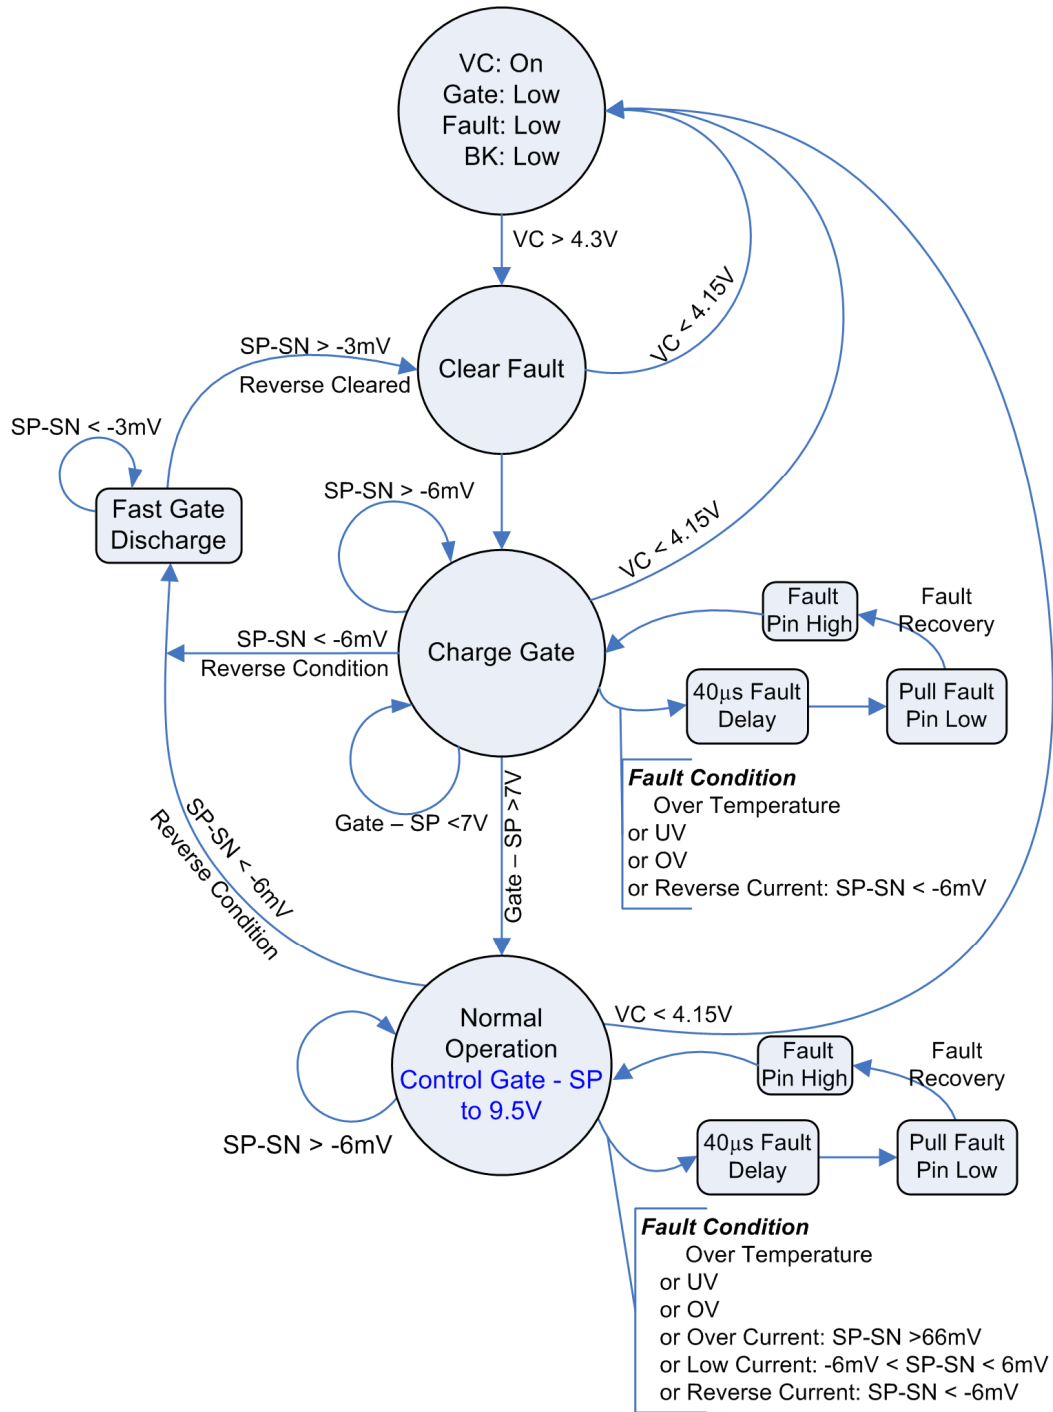 VC: On
Gate: Low
Fault: Low
BK: Low
VC > 4.3V
VC < 4.15V
SP-SN > -3mV
Reverse Cleared
Clear Fault
SP-SN < -3mV
Fast Gate
Discharge
SP-SN > -6mV
VC < 4.15V
SP-SN < -6mV
Reverse Condition
Charge Gate
Fault
Pin High
Fault
Recovery
40µs Fault
Delay
Pull Fault
Pin Low
Gate – SP <7V
Gate – SP >7V
Fault Condition
Over Temperature
or UV
or OV
or Reverse Current: SP-SN < -6mV
SP-SN < -6mV
Reverse Condition
Normal
Operation
Control Gate - SP
to 9.5V
VC < 4.15V
SP-SN > -6mV
Fault
Pin High
Fault
Recovery
40µs Fault
Delay
Pull Fault
Pin Low
Fault Condition
Over Temperature
or UV
or OV
or Over Current: SP-SN >66mV
or Low Current: -6mV < SP-SN < 6mV
or Reverse Current: SP-SN < -6mV